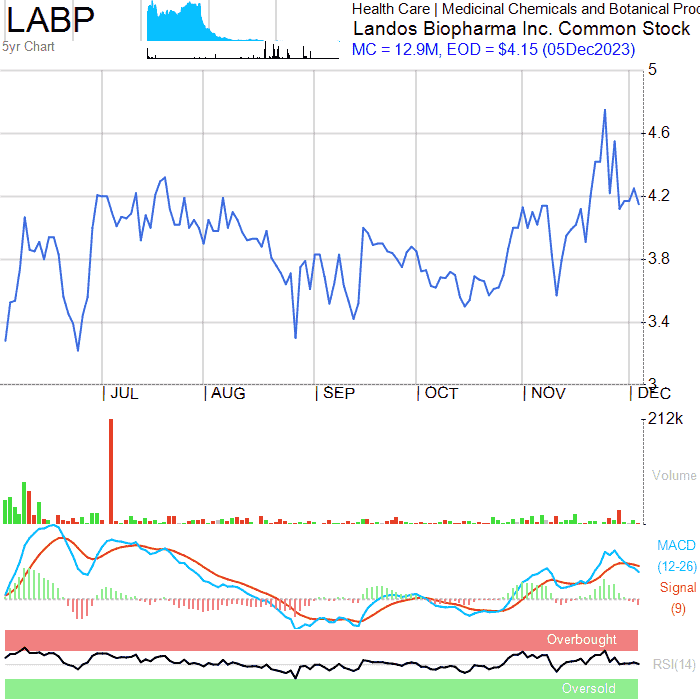 LABP
5yr Chart
Health Care | Medicinal Chemicals and Botanical Proc
Landos Biopharma Inc. Common Stock
MC = 12.9M, EOD = $4.15 (05Dec2023)
5
4.6
4.2
3.8
3.4
3
| JUL | AUG | SEP | OCT | NOV | DEC
212k
Volume
MACD
(12-26)
Signal
(9)
Overbought
RSI(14)
Oversold